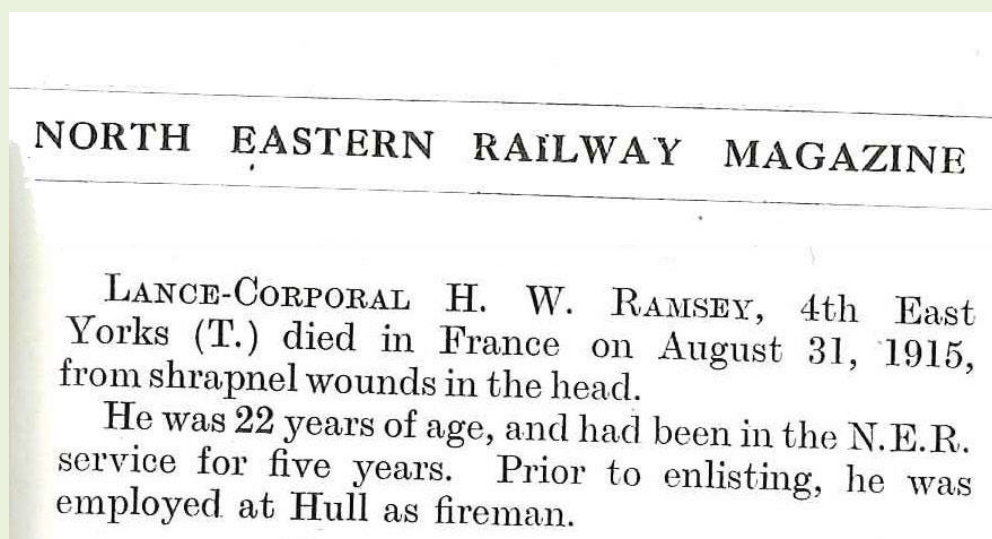 NORTH EASTERN RAILWAY MAGAZINE
LANCE-CORPORAL H. W. RAMSEY, 4th East
Yorks (T.) died in France on August 31, 1915,
from shrapnel wounds in the head.
He was 22 years of age, and had been in the N.E.R.
service for five years. Prior to enlisting, he was
employed at Hull as fireman.